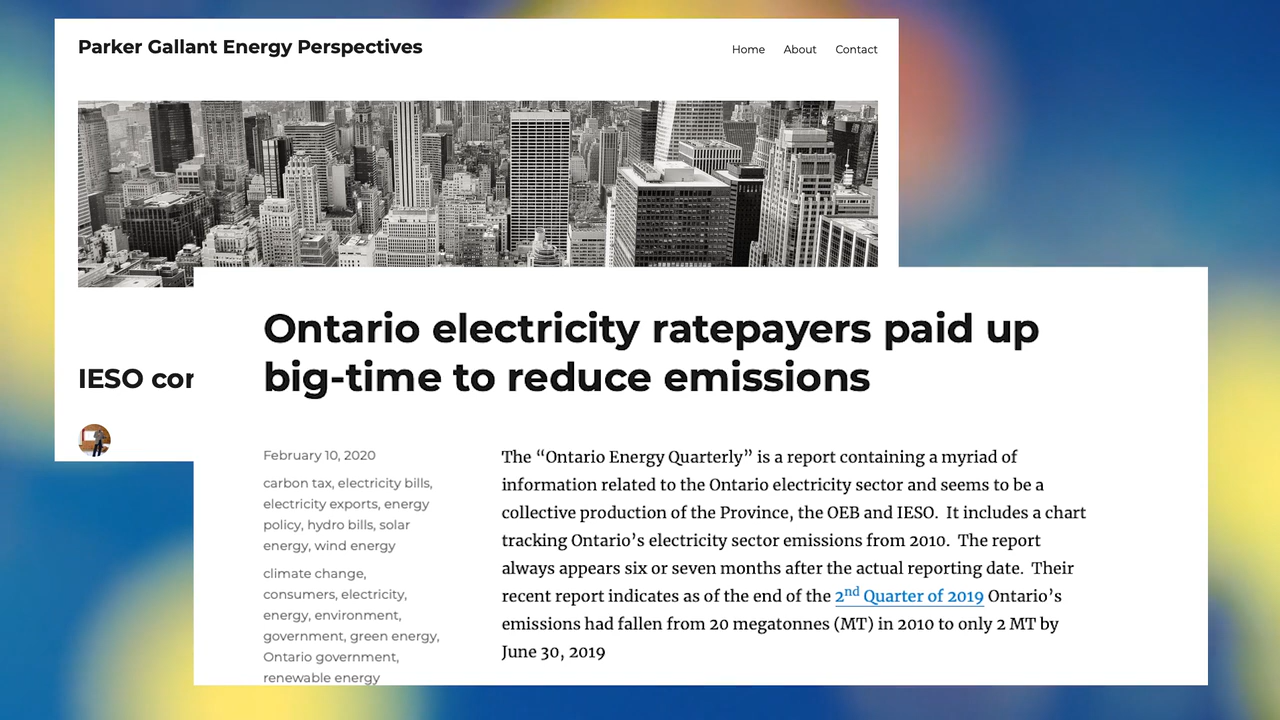 Parker Gallant Energy Perspectives
Home About Contact
IESO cor
Ontario electricity ratepayers paid up
big-time to reduce emissions
February 10, 2020
carbon tax, electricity bills,
electricity exports, energy
policy, hydro bills, solar
energy, wind energy
climate change,
consumers, electricity,
energy, environment,
government, green energy,
Ontario government,
renewable energy
The “Ontario Energy Quarterly” is a report containing a myriad of
information related to the Ontario electricity sector and seems to be a
collective production of the Province, the OEB and IESO.  It includes a chart
tracking Ontario’s electricity sector emissions from 2010.  The report
always appears six or seven months after the actual reporting date.  Their
recent report indicates as of the end of the 2nd Quarter of 2019 Ontario’s
emissions had fallen from 20 megatonnes (MT) in 2010 to only 2 MT by
June 30, 2019